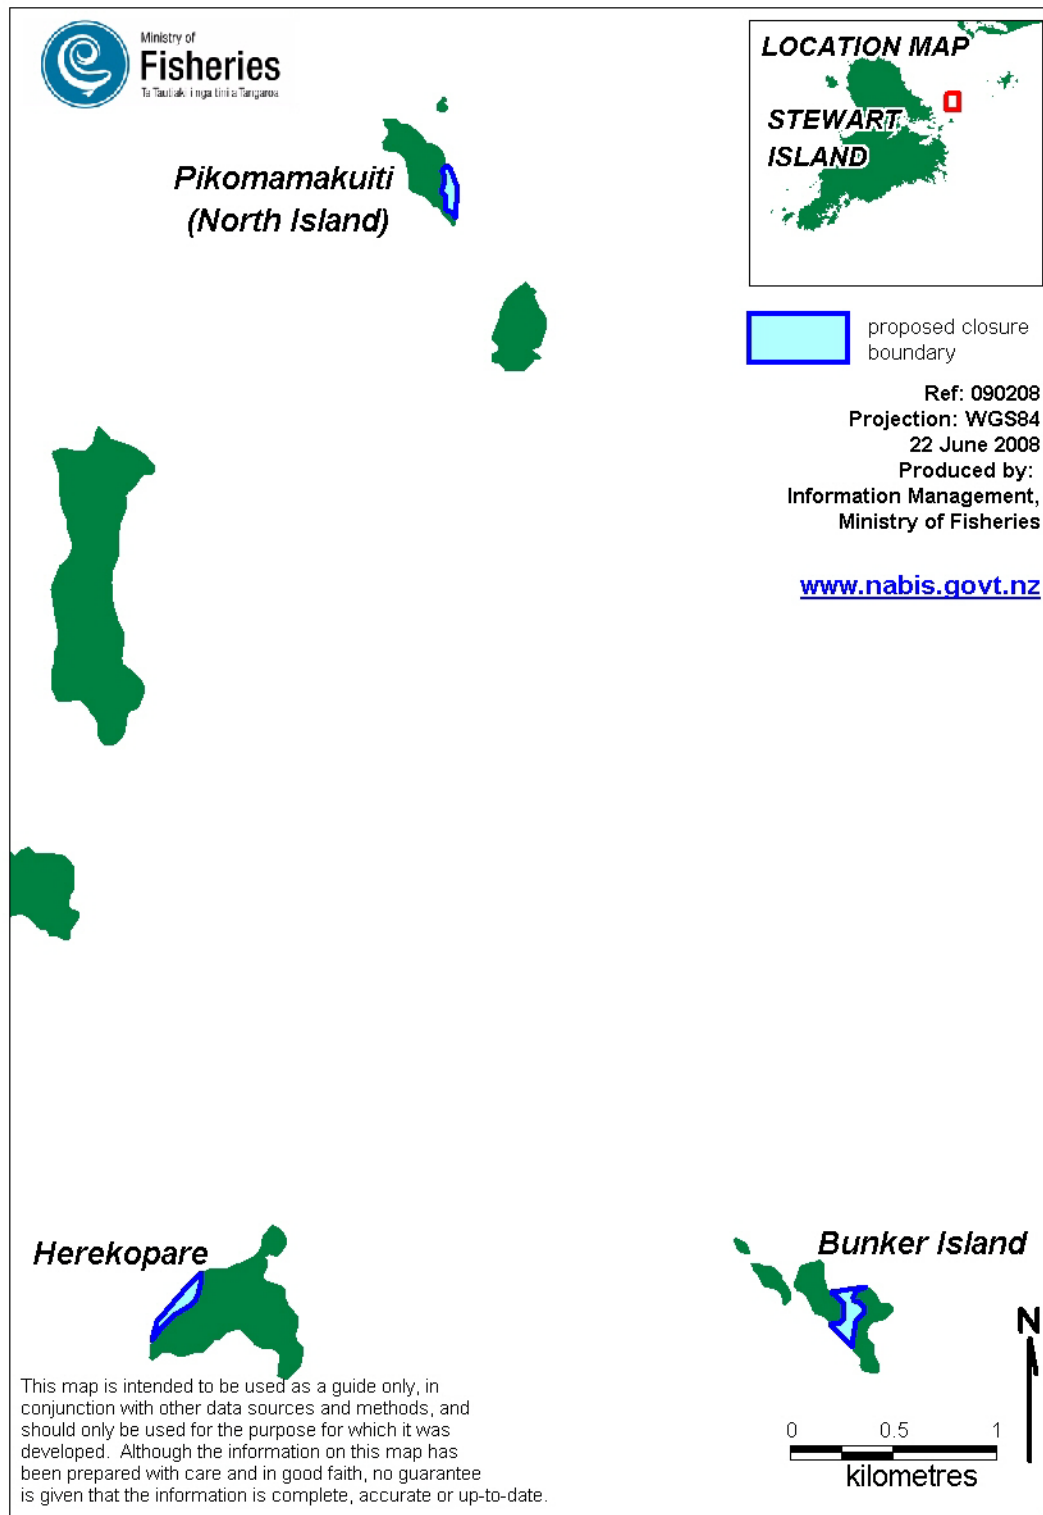 Ministry of
Fisheries
Te Tautiaki i nga tini a Tangaroa
LOCATION MAP
STEWART
ISLAND
Pikomamakuiti
(North Island)
proposed closure
boundary
Ref: 090208
Projection: WGS84
22 June 2008
Produced by:
Information Management,
Ministry of Fisheries
www.nabis.govt.nz
Herekopare
Bunker Island
N
This map is intended to be used as a guide only, in
conjunction with other data sources and methods, and
should only be used for the purpose for which it was
developed. Although the information on this map has
been prepared with care and in good faith, no guarantee
is given that the information is complete, accurate or up-to-date.
0 0.5 1
kilometres